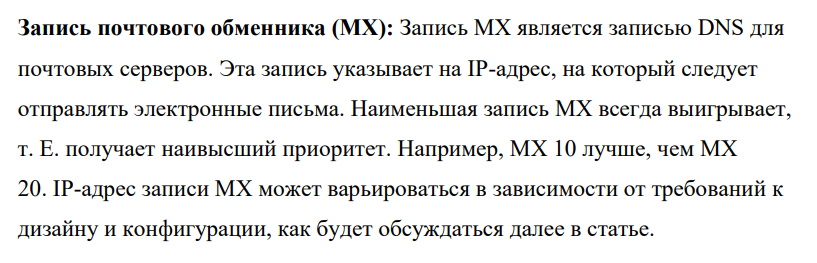 Запись почтового обменника (MX): Запись MX является записью DNS для
почтовых серверов. Эта запись указывает на IP-адрес, на который следует
отправлять электронные письма. Наименьшая запись MX всегда выигрывает,
т. Е. получает наивысший приоритет. Например, MX 10 лучше, чем MX
20. IP-адрес записи MX может варьироваться в зависимости от требований к
дизайну и конфигурации, как будет обсуждаться далее в статье.